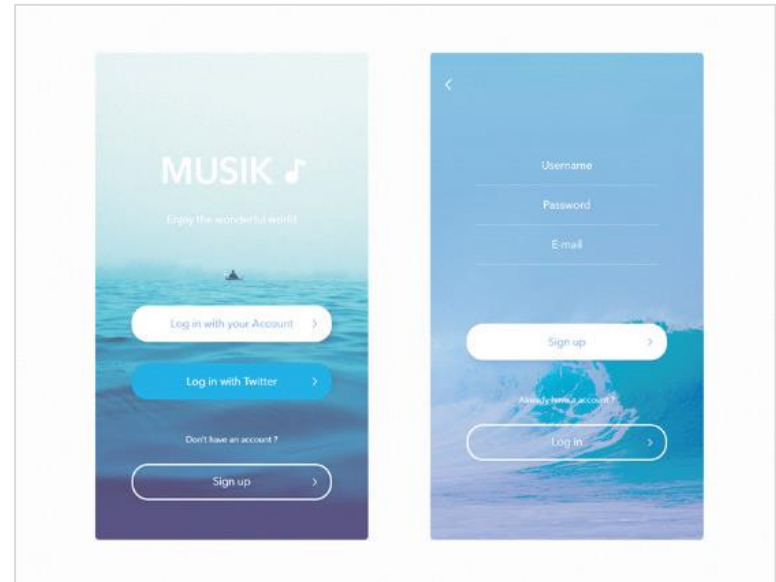 MUSIK
Enjoy the wonderful world
Log in with your Account
Log in with Twitter
Don't have an account ?
Sign up
Username
Password
E-mail
Sign up
Already have a account ?
Log in